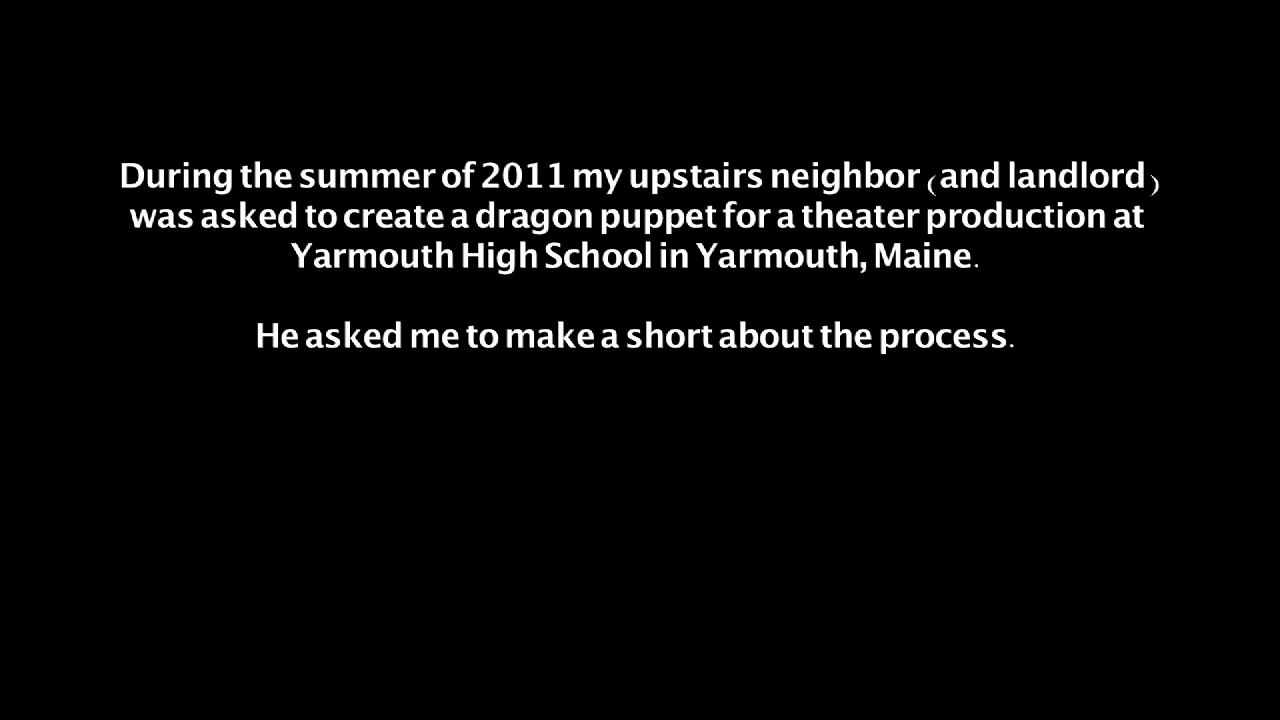 During the summer of 2011 my upstairs neighbor (and landlord)
was asked to create a dragon puppet for a theater production at
Yarmouth High School in Yarmouth, Maine.
He asked me to make a short about the process.